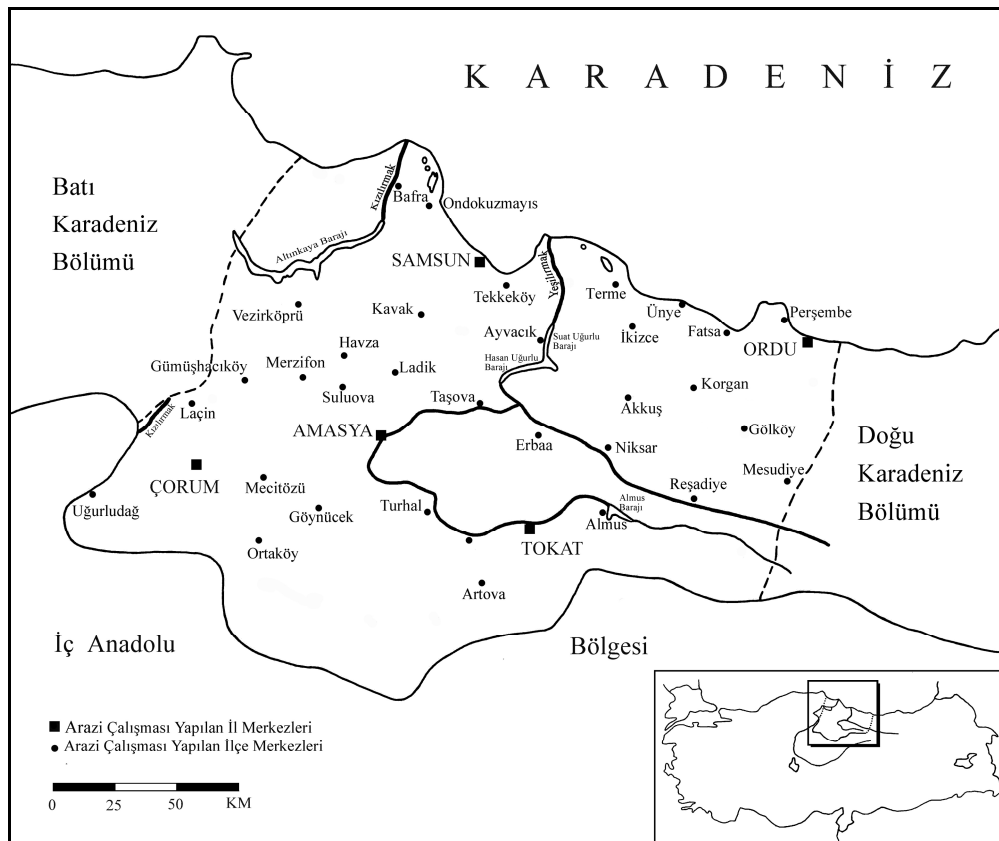 K A R A D E N İ Z
Batı
Karadeniz
Bölümü
Kızılırmak
Bafra
Ondokuzmayıs
Altınkaya Barajı
SAMSUN
Yeşilırmak
Tekkeköy
Terme
Vezirköprü
Kavak
Ünye
Perşembe
Ayvacık
Suat Uğurlu
Barajı
İkizce
Fatsa
ORDU
Havza
Hasan Uğurlu
Barajı
Gümüşhacıköy
Merzifon
Ladik
Suluova
Korgan
Laçin
Taşova
Akkuş
Kızılırmak
AMASYA
Erbaa
Niksar
Gölköy
Doğu
Karadeniz
Bölümü
ÇORUM
Mecitözü
Mesudiye
Reşadiye
Uğurludağ
Göynücek
Turhal
Almus
Barajı
Almus
Ortaköy
TOKAT
Artova
İç Anadolu
Bölgesi
Arazi Çalışması Yapılan İl Merkezleri
Arazi Çalışması Yapılan İlçe Merkezleri
0 25 50 KM